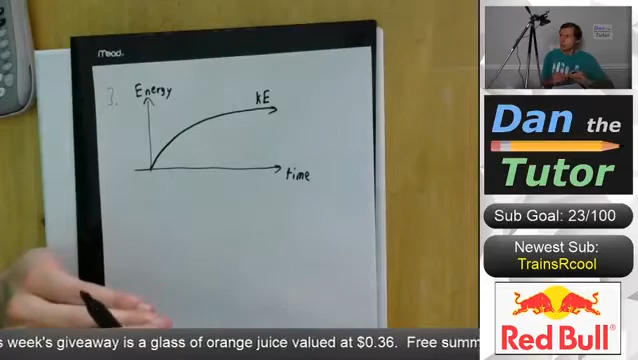 Mead
3.
Energy
KE
time
Dan the
Tutor
Sub Goal: 23/100
Newest Sub:
TrainsRcool
Red Bull
s week's giveaway is a glass of orange juice valued at $0.36. Free summ